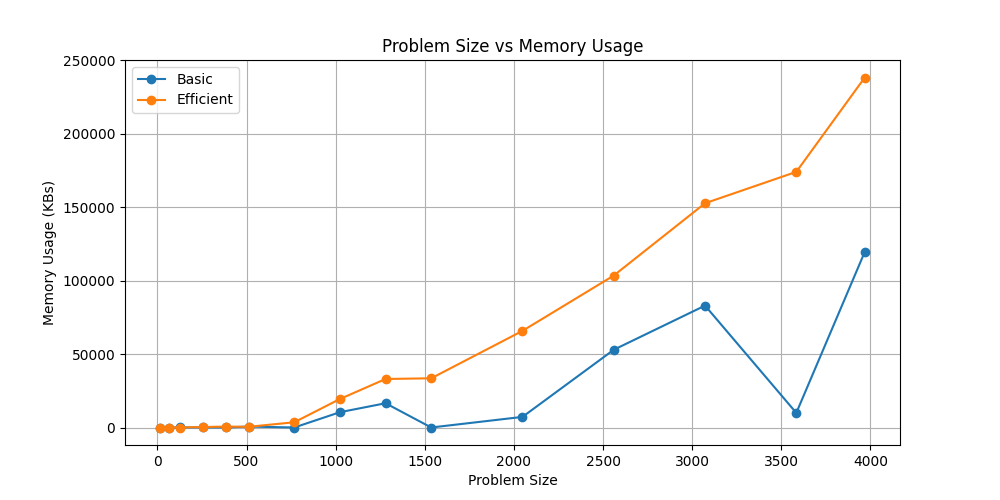 Problem Size vs Memory Usage
Basic
Efficient
Memory Usage (KBs)
250000
200000
150000
100000
50000
0
0 500 1000 1500 2000 2500 3000 3500 4000
Problem Size